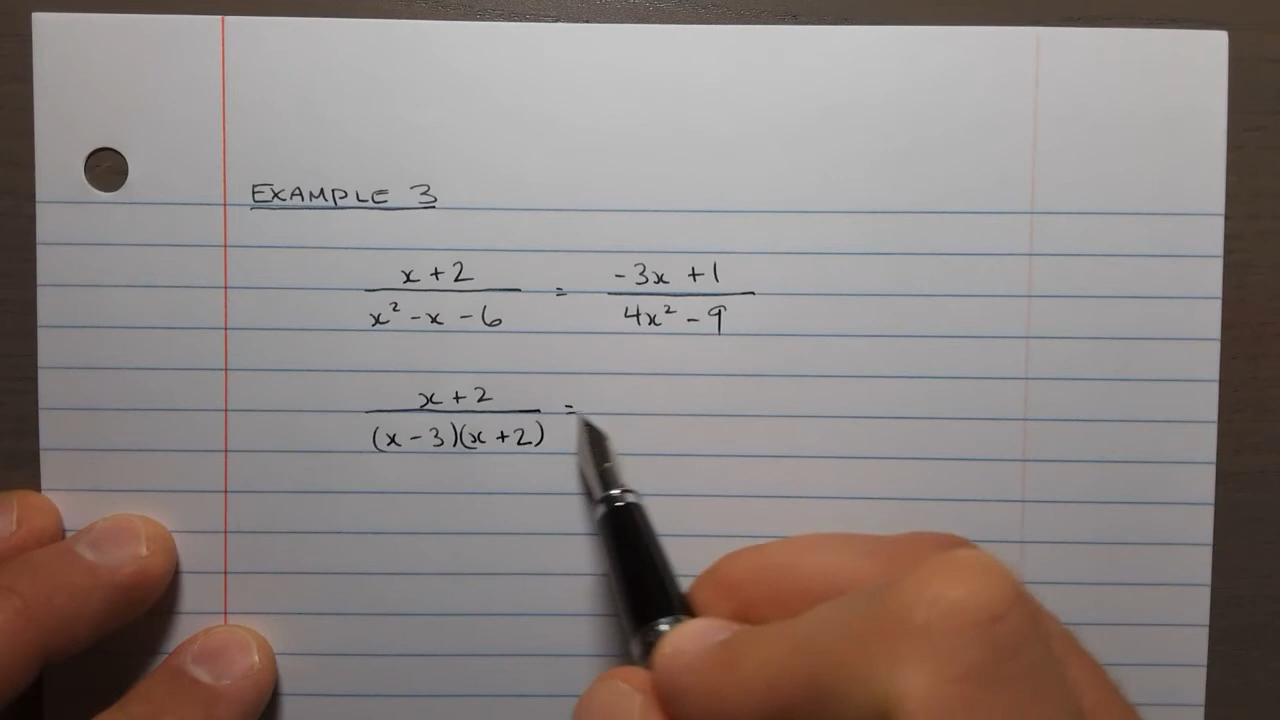 EXAMPLE 3
x + 2 / x² - x - 6 = -3x + 1 / 4x² - 9
x + 2 / (x - 3)(x + 2) =